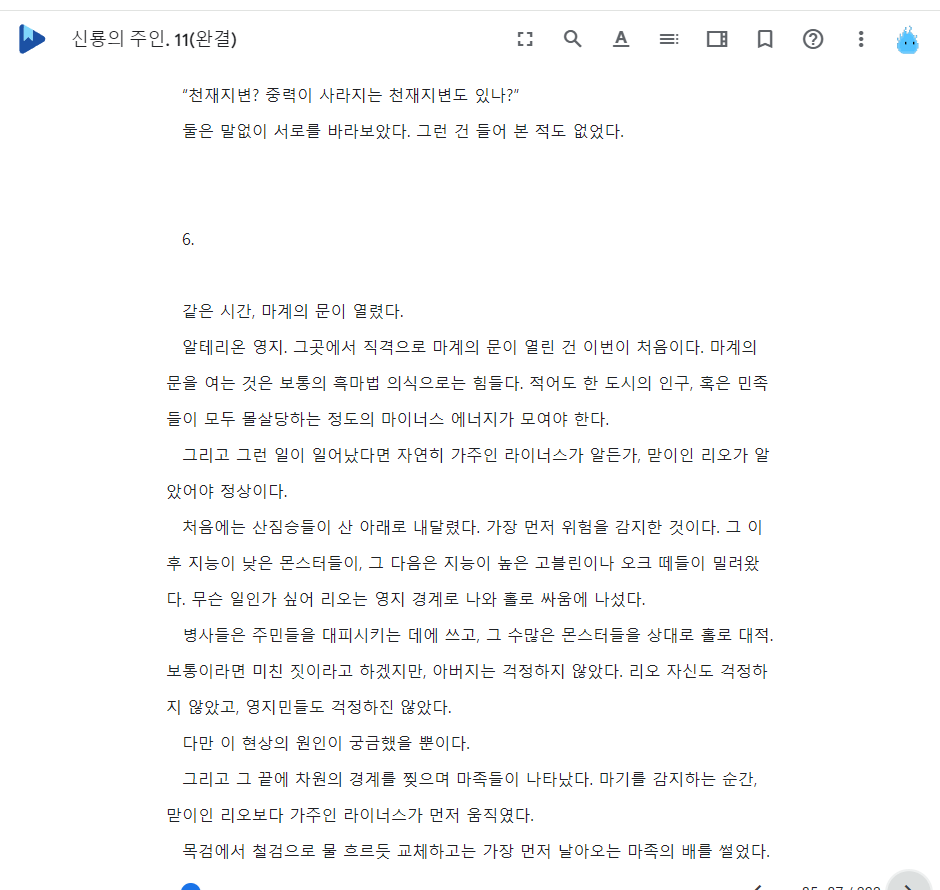 신룡의 주인. 11(완결)
“천재지변? 중력이 사라지는 천재지변도 있나?”
둘은 말없이 서로를 바라보았다. 그런 건 들어 본 적도 없었다.
6.
같은 시간, 마계의 문이 열렸다.
알테리온 영지. 그곳에서 직격으로 마계의 문이 열린 건 이번이 처음이다. 마계의
문을 여는 것은 보통의 흑마법 의식으로는 힘들다. 적어도 한 도시의 인구, 혹은 민족
들이 모두 몰살당하는 정도의 마이너스 에너지가 모여야 한다.
그리고 그런 일이 일어났다면 자연히 가주인 라이너스가 알든가, 맏이인 리오가 알
았어야 정상이다.
처음에는 산짐승들이 산 아래로 내달렸다. 가장 먼저 위험을 감지한 것이다. 그 이
후 지능이 낮은 몬스터들이, 그 다음은 지능이 높은 고블린이나 오크 떼들이 밀려왔
다. 무슨 일인가 싶어 리오는 영지 경계로 나와 홀로 싸움에 나섰다.
병사들은 주민들을 대피시키는 데에 쓰고, 그 수많은 몬스터들을 상대로 홀로 대적.
보통이라면 미친 짓이라고 하겠지만, 아버지는 걱정하지 않았다. 리오 자신도 걱정하
지 않았고, 영지민들도 걱정하진 않았다.
다만 이 현상의 원인이 궁금했을 뿐이다.
그리고 그 끝에 차원의 경계를 찢으며 마족들이 나타났다. 마기를 감지하는 순간,
맏이인 리오보다 가주인 라이너스가 먼저 움직였다.
목검에서 철검으로 물 흐르듯 교체하고는 가장 먼저 날아오는 마족의 배를 썰었다.